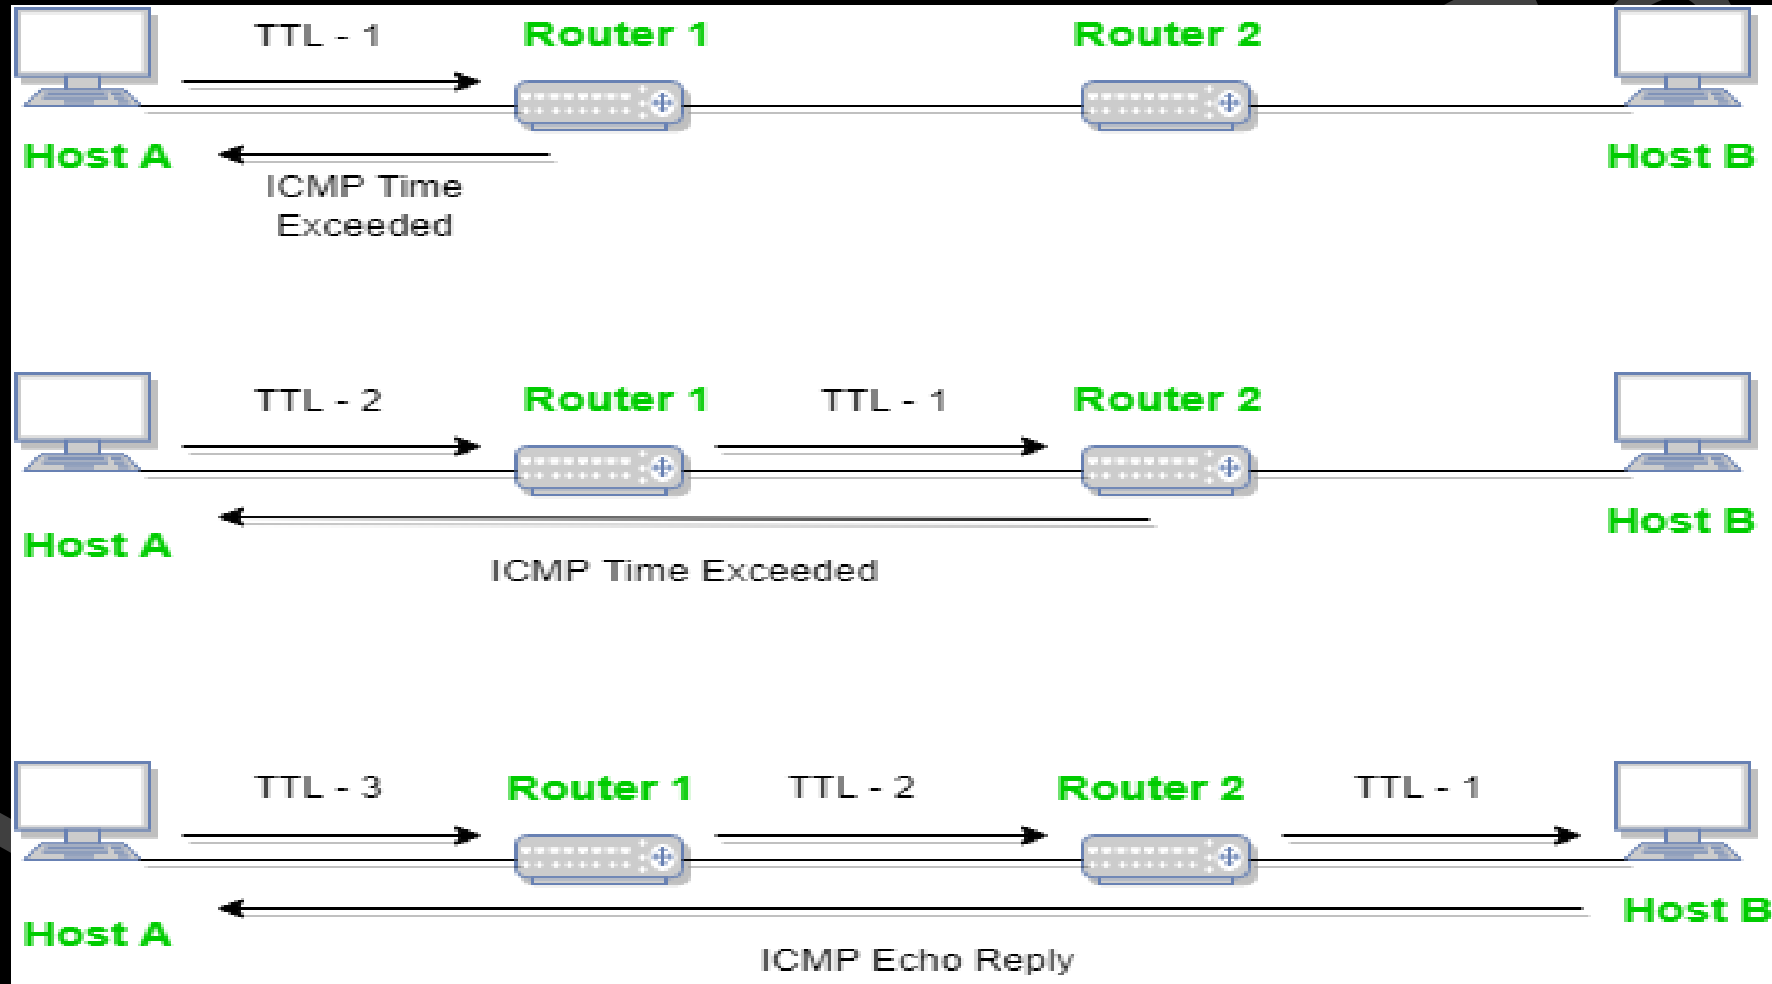 TTL - 1
Router 1
Router 2
Host A
Host B
ICMP Time
Exceeded
TTL - 2
Router 1
TTL - 1
Router 2
Host A
Host B
ICMP Time Exceeded
TTL - 3
Router 1
TTL - 2
Router 2
TTL - 1
Host A
Host B
ICMP Echo Reply